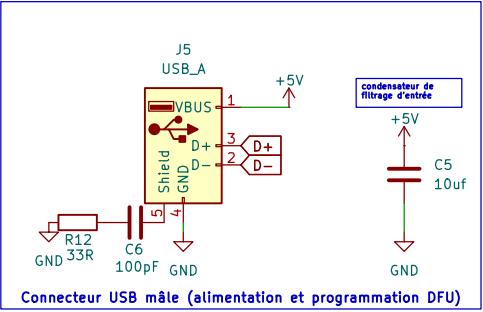 J5
USB_A
VBUS
1
+5V
D+
3
D+
D-
2
D-
Shield
GND
5
4
R12
33R
GND
C6
100pF
GND
condensateur de
filtrage d'entrée
+5V
C5
10uf
GND
Connecteur USB mâle (alimentation et programmation DFU)